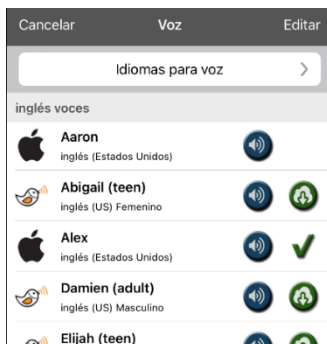 Cancelar Voz Editar
Idiomas para voz
inglés voces
Aaron
inglés (Estados Unidos)
Abigail (teen)
inglés (US) Femenino
Alex
inglés (Estados Unidos)
Damien (adult)
inglés (US) Masculino
Elijah (teen)